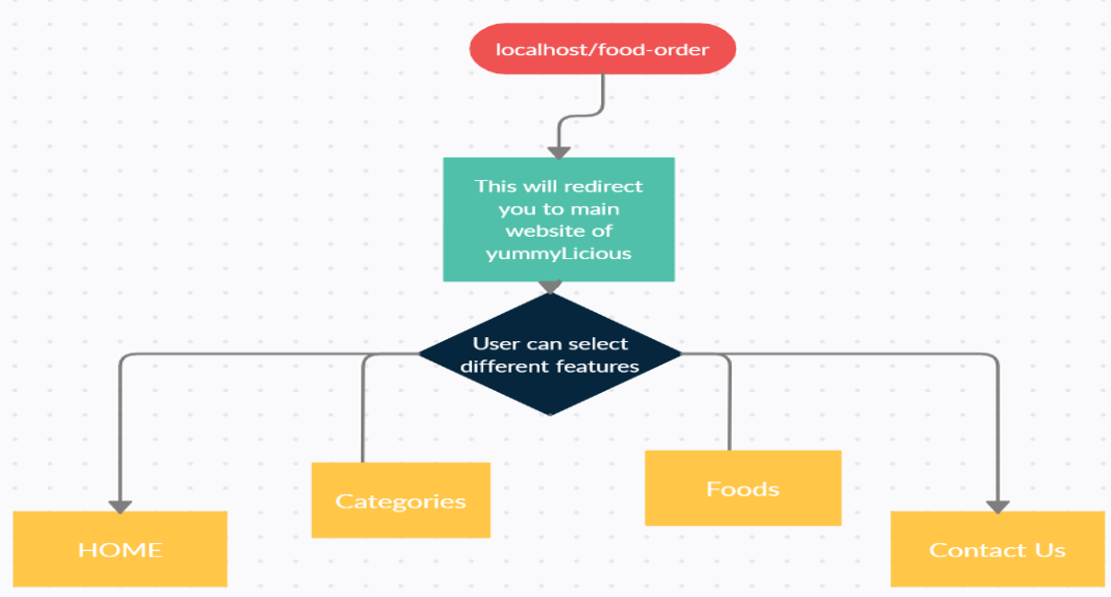 localhost/food-order
This will redirect
you to main
website of
yummyLicious
User can select
different features
Categories
Foods
HOME
Contact Us